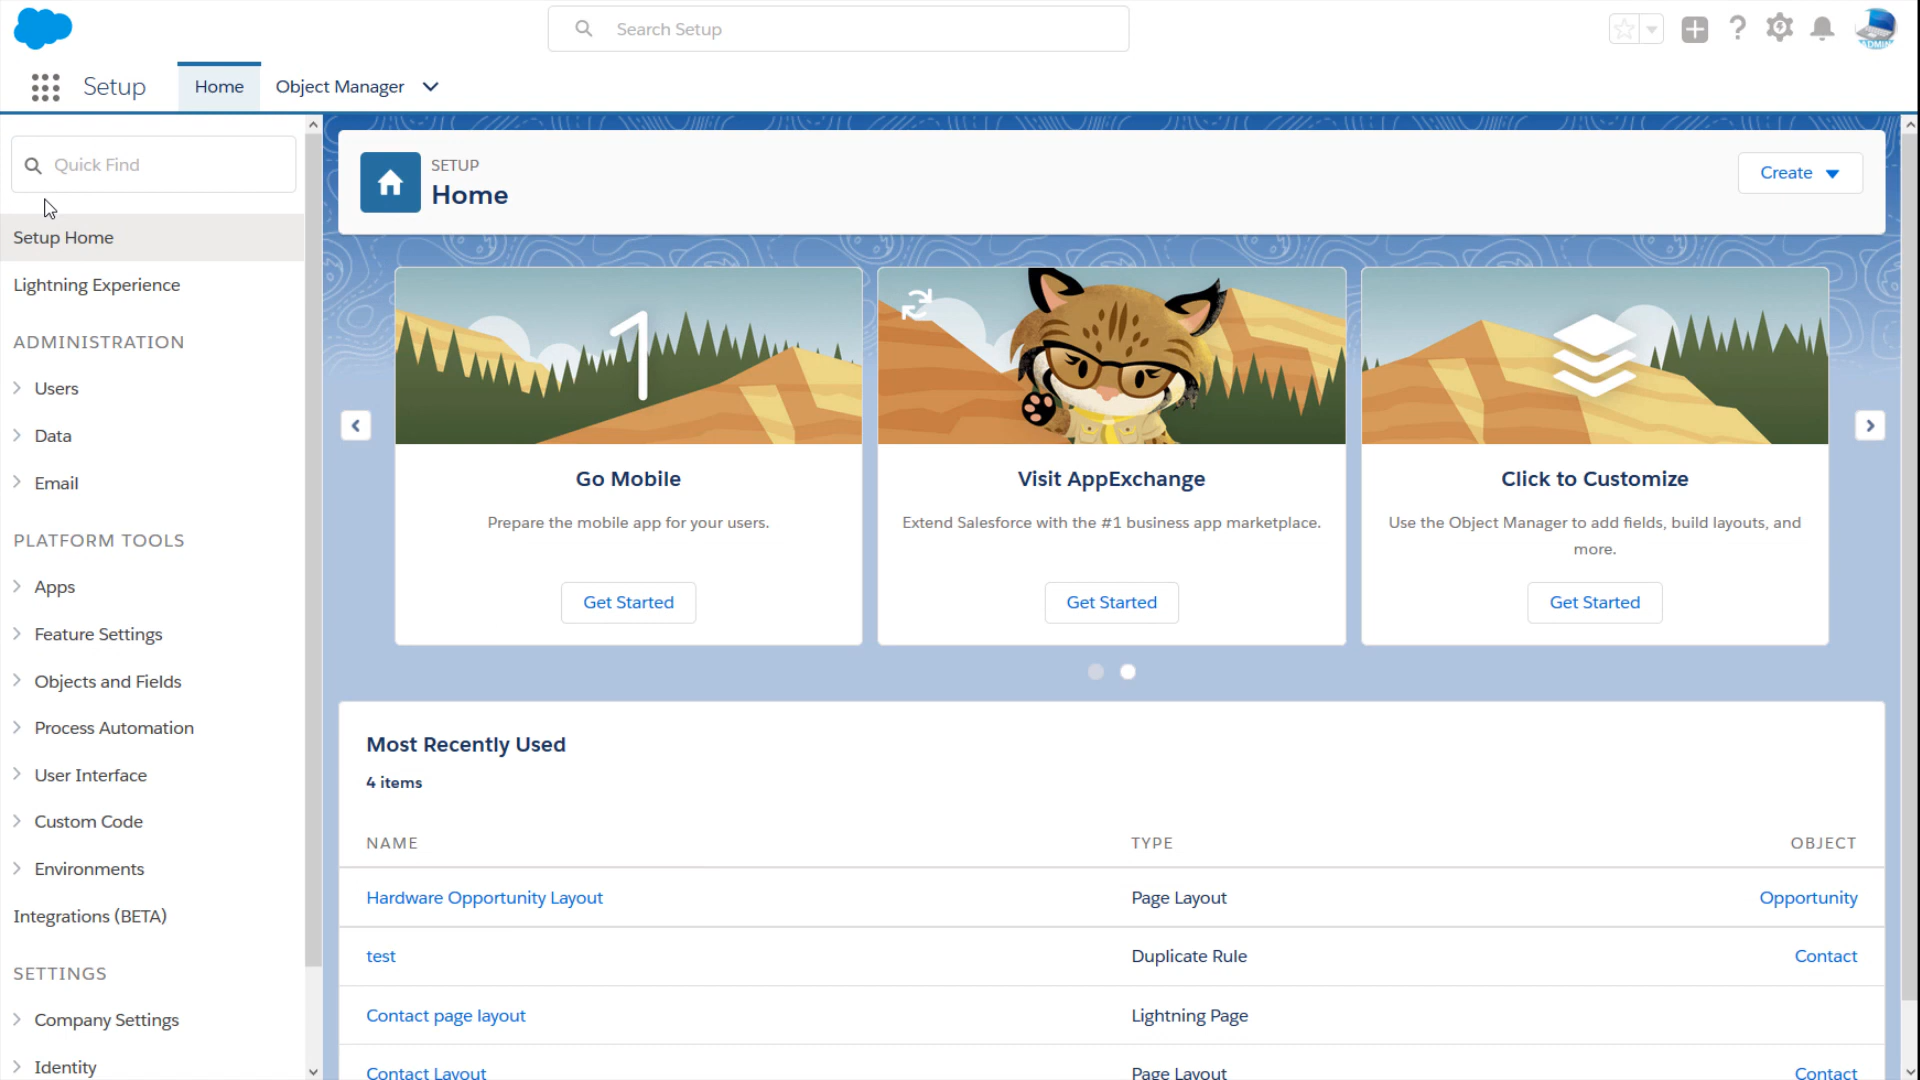 Search Setup
ADMIN
Setup
Home
Object Manager
Quick Find
Setup Home
Lightning Experience
ADMINISTRATION
Users
Data
Email
PLATFORM TOOLS
Apps
Feature Settings
Objects and Fields
Process Automation
User Interface
Custom Code
Environments
Integrations (BETA)
SETTINGS
Company Settings
Identity
SETUP
Home
Create
1
Go Mobile
Prepare the mobile app for your users.
Get Started
Visit AppExchange
Extend Salesforce with the #1 business app marketplace.
Get Started
Click to Customize
Use the Object Manager to add fields, build layouts, and
more.
Get Started
Most Recently Used
4 items
NAME TYPE OBJECT
Hardware Opportunity Layout Page Layout Opportunity
test Duplicate Rule Contact
Contact page layout Lightning Page
Contact Layout Page Layout Contact